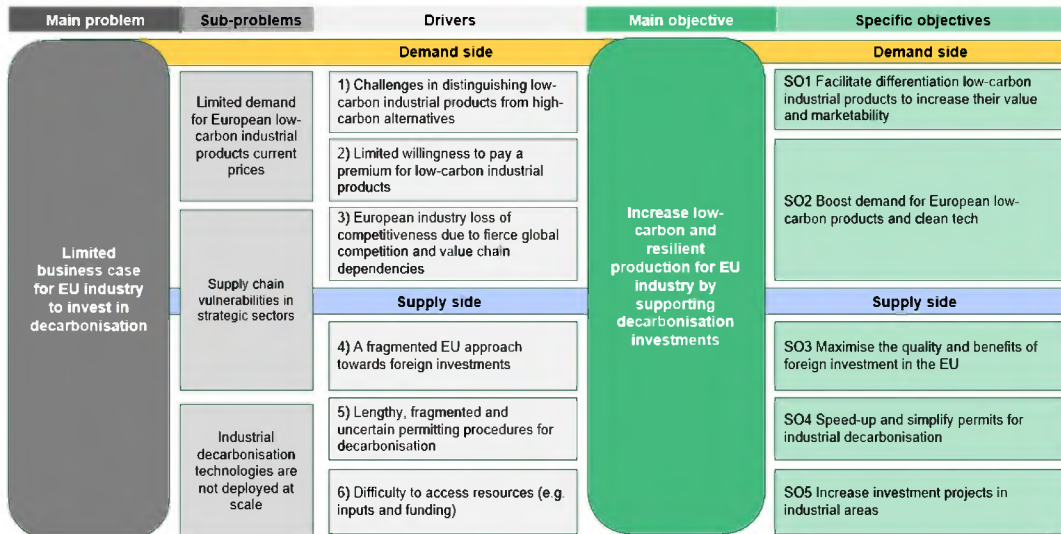 Main problem
Sub-problems
Drivers
Main objective
Specific objectives
Demand side
Demand side
Limited
business case
for EU industry
to invest in
decarbonisation
Limited demand
for European low-
carbon industrial
products current
prices
Supply chain
vulnerabilities in
strategic sectors
Industrial
decarbonisation
technologies are
not deployed at
scale
1) Challenges in distinguishing low-
carbon industrial products from high-
carbon alternatives
2) Limited willingness to pay a
premium for low-carbon industrial
products
3) European industry loss of
competitiveness due to fierce global
competition and value chain
dependencies
Supply side
4) A fragmented EU approach
towards foreign investments
5) Lengthy, fragmented and
uncertain permitting procedures for
decarbonisation
6) Difficulty to access resources (e.g.
inputs and funding)
Increase low-
carbon and
resilient
production for EU
industry by
supporting
decarbonisation
investments
SO1 Facilitate differentiation low-carbon
industrial products to increase their value
and marketability
SO2 Boost demand for European low-
carbon products and clean tech
Supply side
SO3 Maximise the quality and benefits of
foreign investment in the EU
SO4 Speed-up and simplify permits for
industrial decarbonisation
SO5 Increase investment projects in
industrial areas